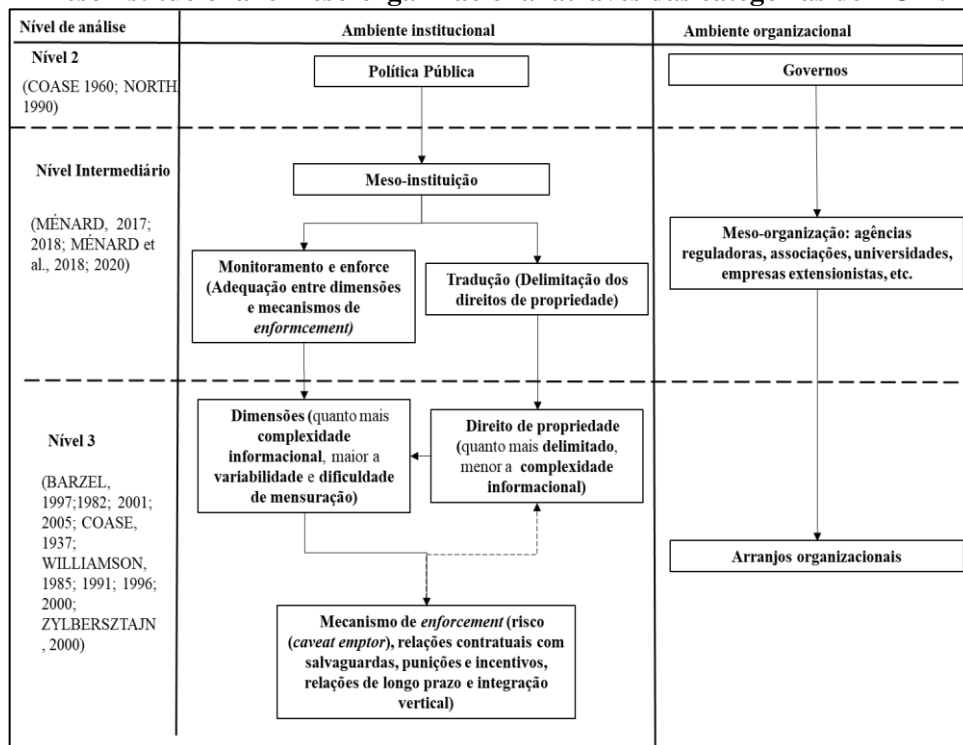 Nível de análise
Ambiente institucional
Ambiente organizacional
Nível 2
(COASE 1960; NORTH
1990)
Política Pública
Governos
Nível Intermediário
(MÉNARD, 2017;
2018; MÉNARD et
al., 2018; 2020)
Meso-instituição
Monitoramento e enforce
(Adequação entre dimensões
e mecanismos de
enformcement)
Tradução (Delimitação dos
direitos de propriedade)
Meso-organização: agências
reguladoras, associações, universidades,
empresas extensionistas, etc.
Nível 3
(BARZEL,
1997;1982; 2001;
2005; COASE,
1937;
WILLIAMSON,
1985; 1991; 1996;
2000;
ZYLBERSZTAJN
, 2000)
Dimensões (quanto mais
complexidade
informacional, maior a
variabilidade e dificuldade
de mensuração)
Direito de propriedade
(quanto mais delimitado,
menor a complexidade
informacional)
Arranjos organizacionais
Mecanismo de enforcement (risco
(caveat emptor), relações contratuais com
salvaguardas, punições e incentivos,
relações de longo prazo e integração
vertical)